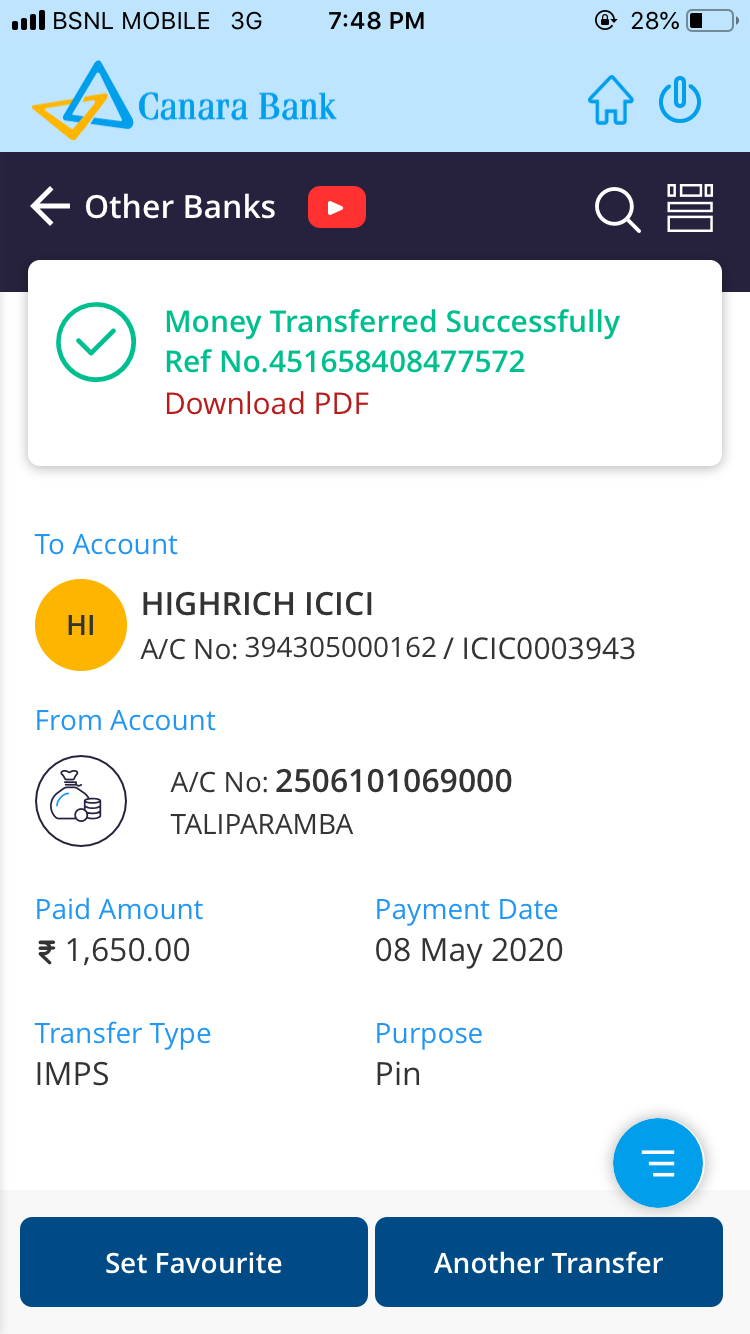 BSNL MOBILE 3G 7:48 PM 28%
Canara Bank
Other Banks
Money Transferred Successfully
Ref No.451658408477572
Download PDF
To Account
HI
HIGHRICH ICICI
A/C No: 394305000162 / ICIC0003943
From Account
A/C No: 2506101069000
TALIPARAMBA
Paid Amount
₹ 1,650.00
Payment Date
08 May 2020
Transfer Type
IMPS
Purpose
Pin
Set Favourite
Another Transfer